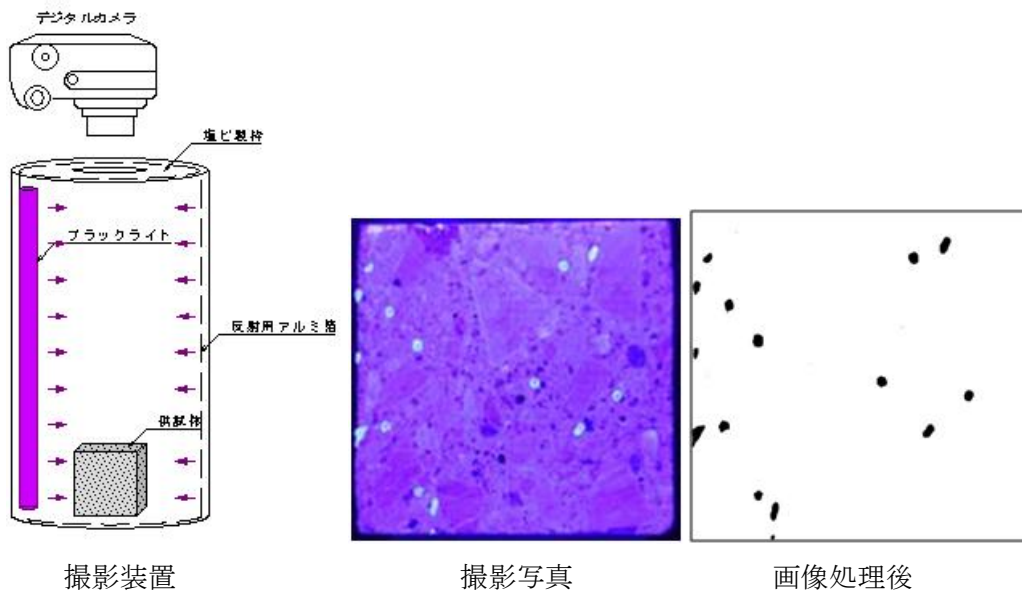 デジタルカメラ
塩ビ製枠
ブラックライト
反射用アルミ箔
供試体
撮影装置
撮影写真
画像処理後